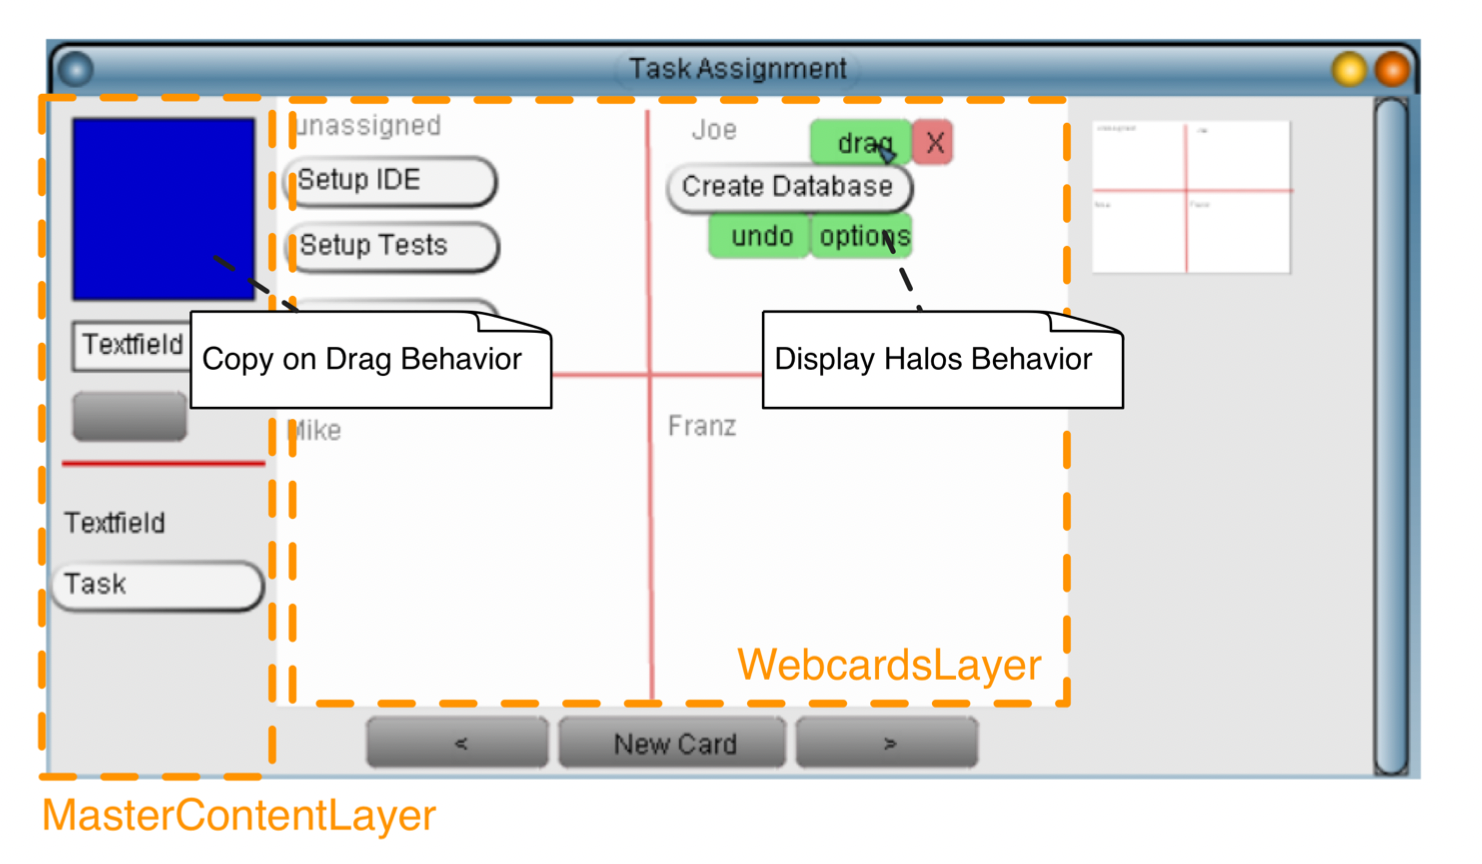 Task Assignment
unassigned
Joe
drag
X
Setup IDE
Create Database
Setup Tests
undo
options
Textfield
Copy on Drag Behavior
Display Halos Behavior
Mike
Franz
Textfield
Task
WebcardsLayer
<
New Card
>
MasterContentLayer